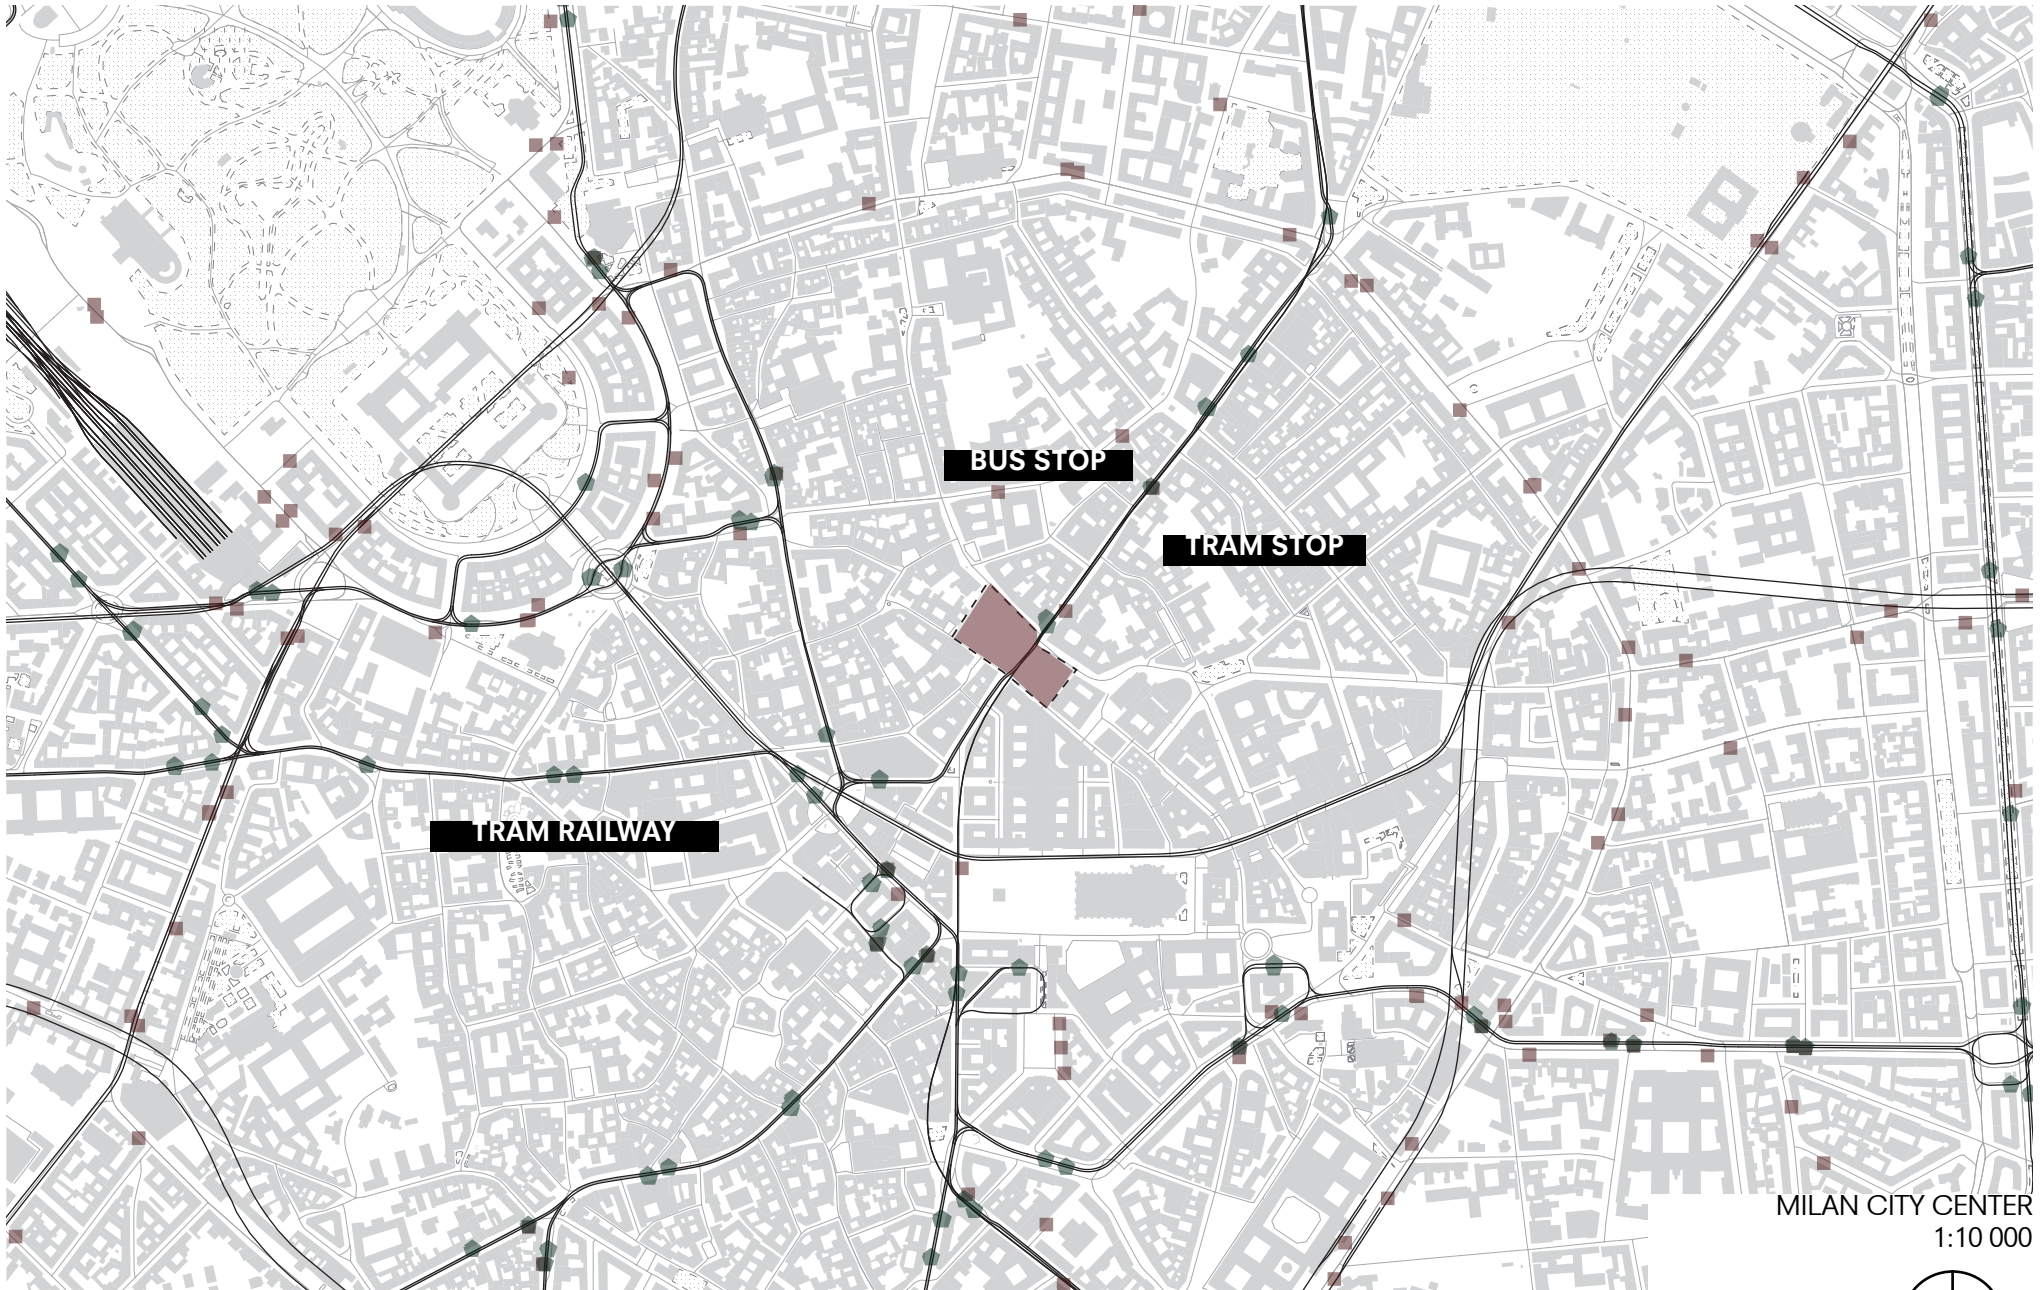 BUS STOP
TRAM STOP
TRAM RAILWAY
MILAN CITY CENTER
1:10 000